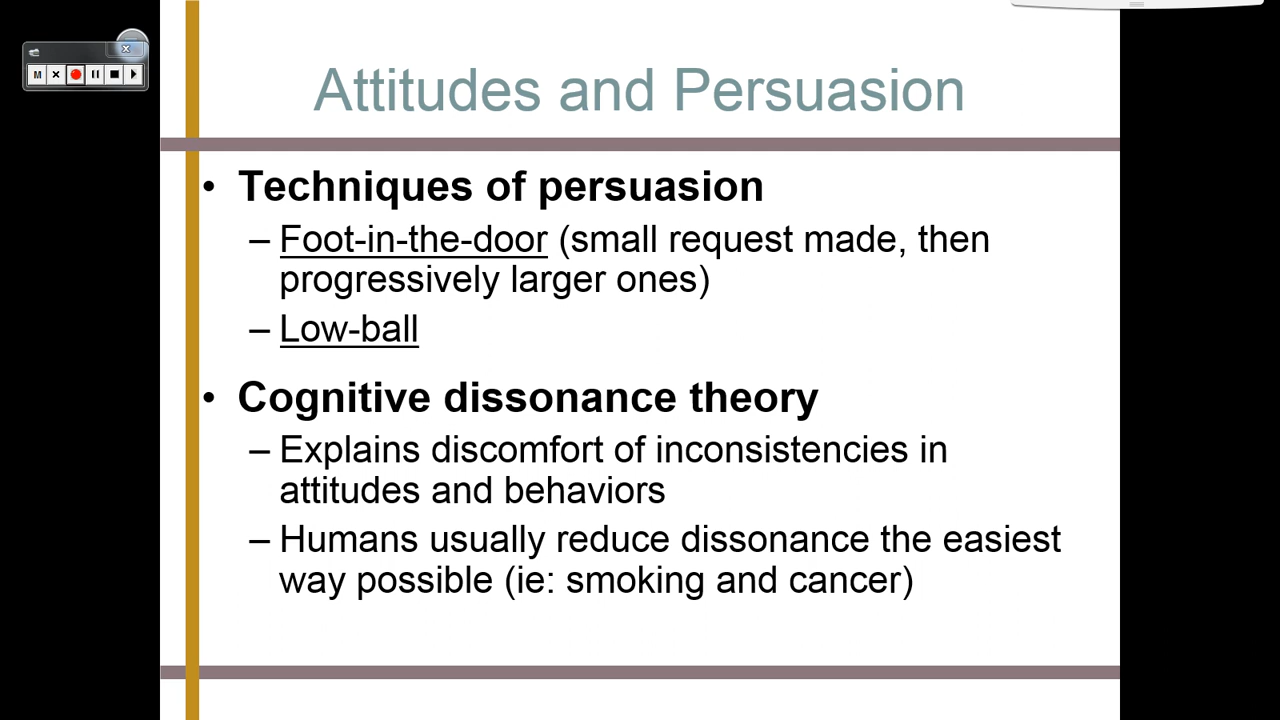 M
Attitudes and Persuasion
• Techniques of persuasion
– Foot-in-the-door (small request made, then
progressively larger ones)
– Low-ball
• Cognitive dissonance theory
– Explains discomfort of inconsistencies in
attitudes and behaviors
– Humans usually reduce dissonance the easiest
way possible (ie: smoking and cancer)